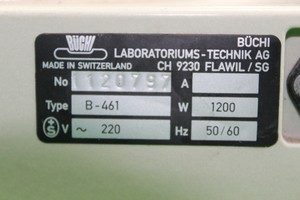 BÜCHI
BÜCHI
LABORATORIUMS-TECHNIK AG
MADE IN SWITZERLAND CH 9230 FLAWIL/SG
No 1120797 A
Type B-461 W 1200
S V ~ 220 Hz 50/60